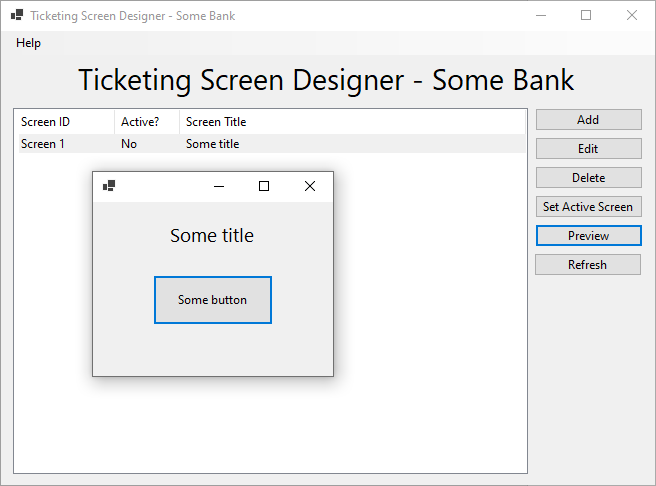 Ticketing Screen Designer - Some Bank
Help
Ticketing Screen Designer - Some Bank
Screen ID Active? Screen Title
Screen 1 No Some title
Some title
Some button
Add
Edit
Delete
Set Active Screen
Preview
Refresh